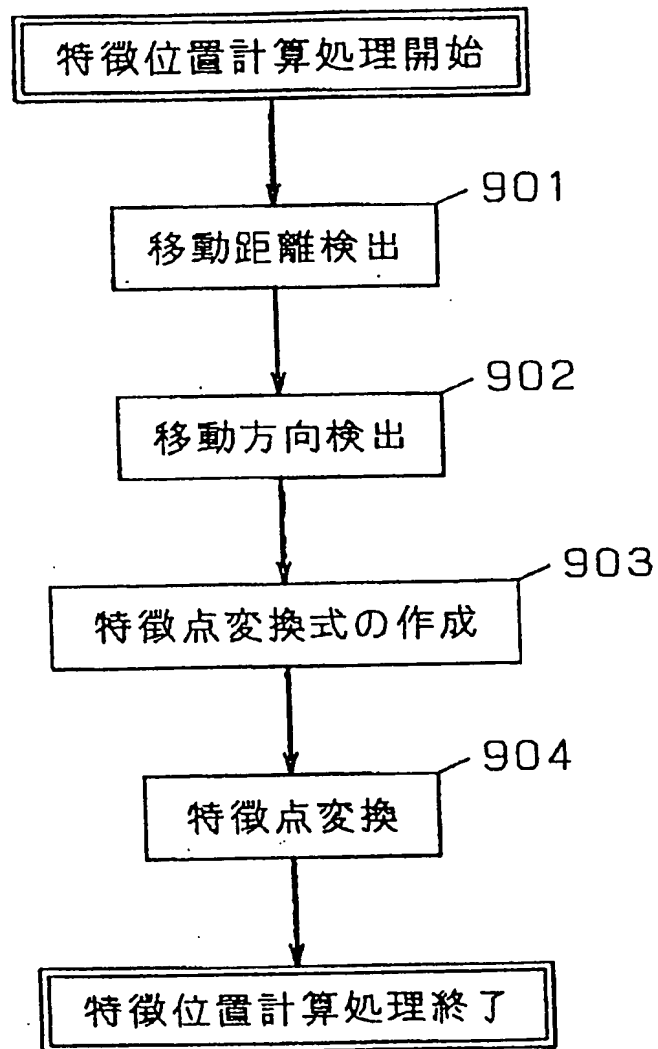 特徴位置計算処理開始
901
移動距離検出
902
移動方向検出
903
特徴点変換式の作成
904
特徴点変換
特徴位置計算処理終了